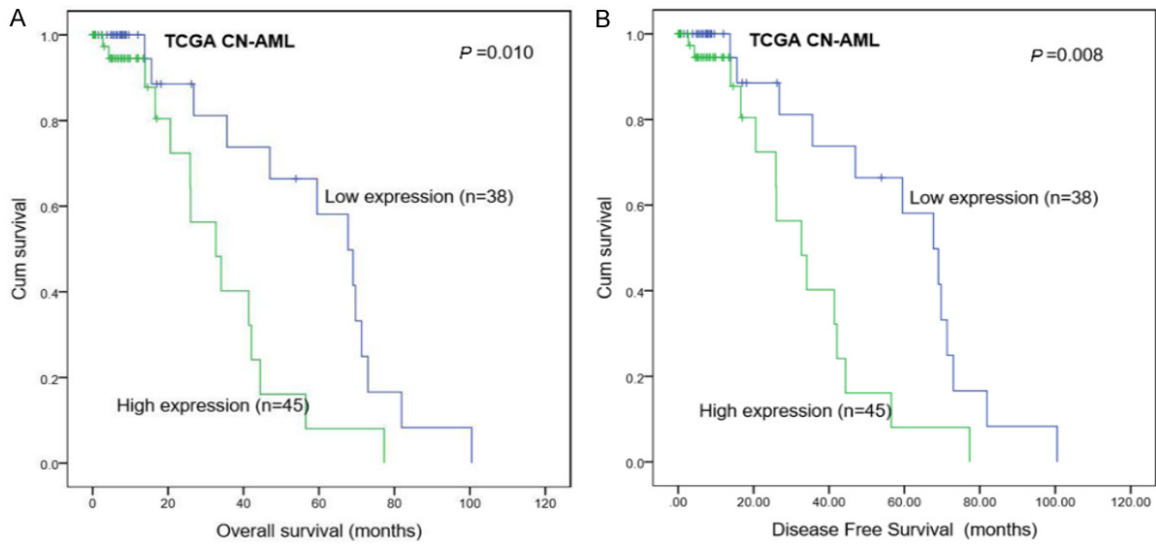 A
TCGA CN-AML
P =0.010
Cum survival
1.0
0.8
0.6
0.4
0.2
0.0
Low expression (n=38)
High expression (n=45)
0 20 40 60 80 100 120
Overall survival (months)
B
TCGA CN-AML
P =0.008
Cum survival
1.0
0.8
0.6
0.4
0.2
0.0
Low expression (n=38)
High expression (n=45)
.00 20.00 40.00 60.00 80.00 100.00 120.00
Disease Free Survival (months)